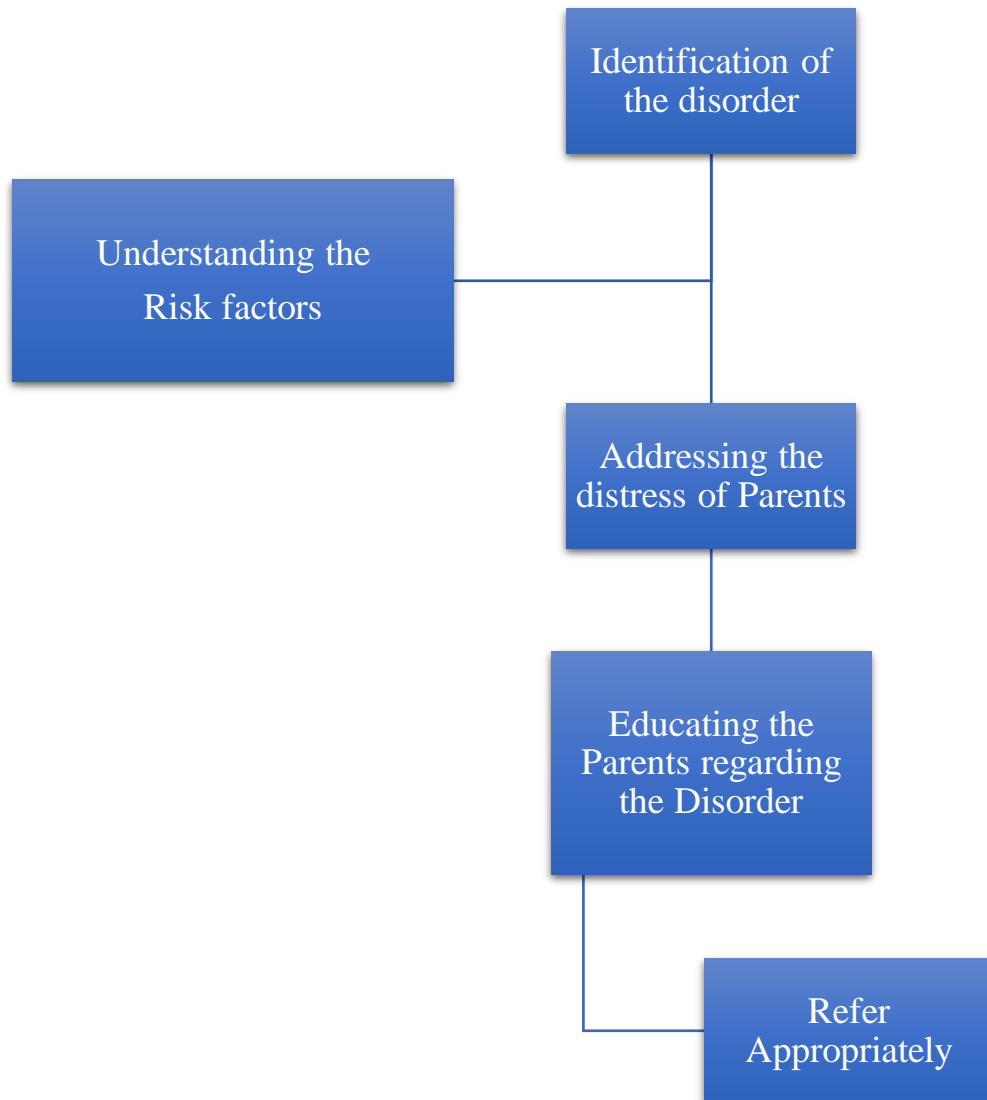 Identification of
the disorder
Understanding the
Risk factors
Addressing the
distress of Parents
Educating the
Parents regarding
the Disorder
Refer
Appropriately